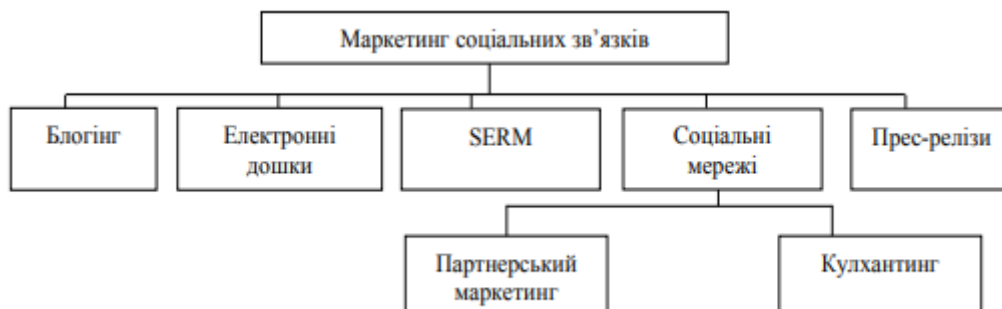 Маркетинг соціальних зв’язків
Блогінг
Електронні
дошки
SERM
Соціальні
мережі
Прес-релізи
Партнерський
маркетинг
Кулхантинг